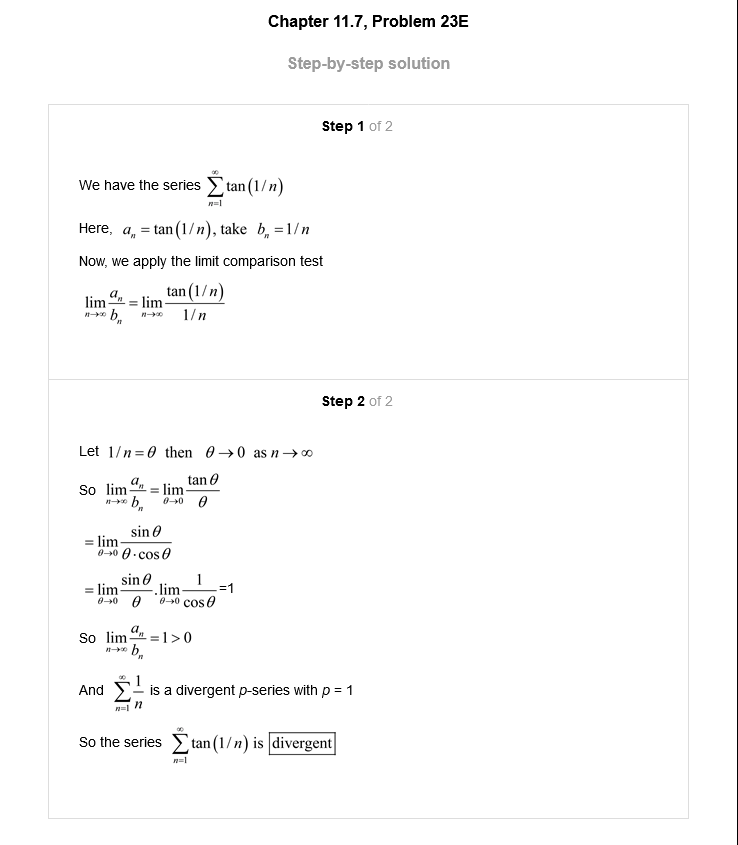 Chapter 11.7, Problem 23E
Step-by-step solution
Step 1 of 2
We have the series $\sum_{n=1}^{\infty} \tan(1/n)$
Here, $a_n = \tan(1/n)$, take $b_n = 1/n$
Now, we apply the limit comparison test
$\lim_{n \to \infty} \frac{a_n}{b_n} = \lim_{n \to \infty} \frac{\tan(1/n)}{1/n}$
Step 2 of 2
Let $1/n = \theta$ then $\theta \to 0$ as $n \to \infty$
So $\lim_{n \to \infty} \frac{a_n}{b_n} = \lim_{\theta \to 0} \frac{\tan \theta}{\theta}$
$= \lim_{\theta \to 0} \frac{\sin \theta}{\theta \cdot \cos \theta}$
$= \lim_{\theta \to 0} \frac{\sin \theta}{\theta} . \lim_{\theta \to 0} \frac{1}{\cos \theta} = 1$
So $\lim_{n \to \infty} \frac{a_n}{b_n} = 1 > 0$
And $\sum_{n=1}^{\infty} \frac{1}{n}$ is a divergent p-series with p = 1
So the series $\sum_{n=1}^{\infty} \tan(1/n)$ is divergent